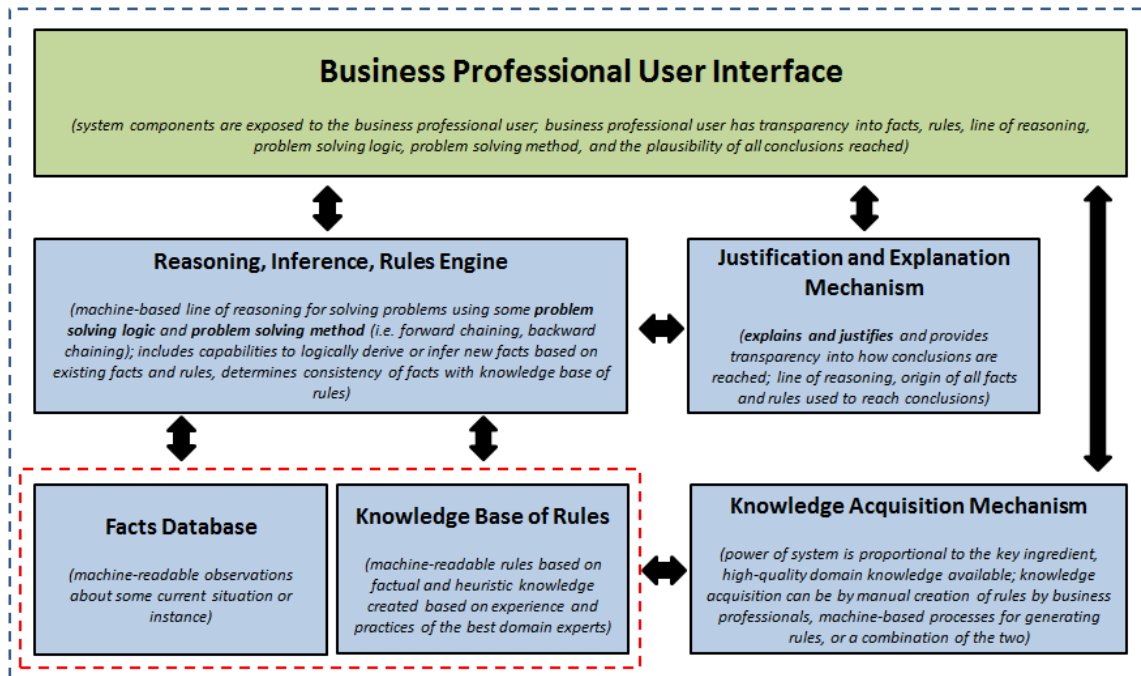 Business Professional User Interface
(system components are exposed to the business professional user; business professional user has transparency into facts, rules, line of reasoning,
problem solving logic, problem solving method, and the plausibility of all conclusions reached)
Reasoning, Inference, Rules Engine
(machine-based line of reasoning for solving problems using some problem
solving logic and problem solving method (i.e. forward chaining, backward
chaining); includes capabilities to logically derive or infer new facts based on
existing facts and rules, determines consistency of facts with knowledge base of
rules)
Justification and Explanation
Mechanism
(explains and justifies and provides
transparency into how conclusions are
reached; line of reasoning, origin of all facts
and rules used to reach conclusions)
Facts Database
(machine-readable observations
about some current situation or
instance)
Knowledge Base of Rules
(machine-readable rules based on
factual and heuristic knowledge
created based on experience and
practices of the best domain experts)
Knowledge Acquisition Mechanism
(power of system is proportional to the key ingredient,
high-quality domain knowledge available; knowledge
acquisition can be by manual creation of rules by business
professionals, machine-based processes for generating
rules, or a combination of the two)